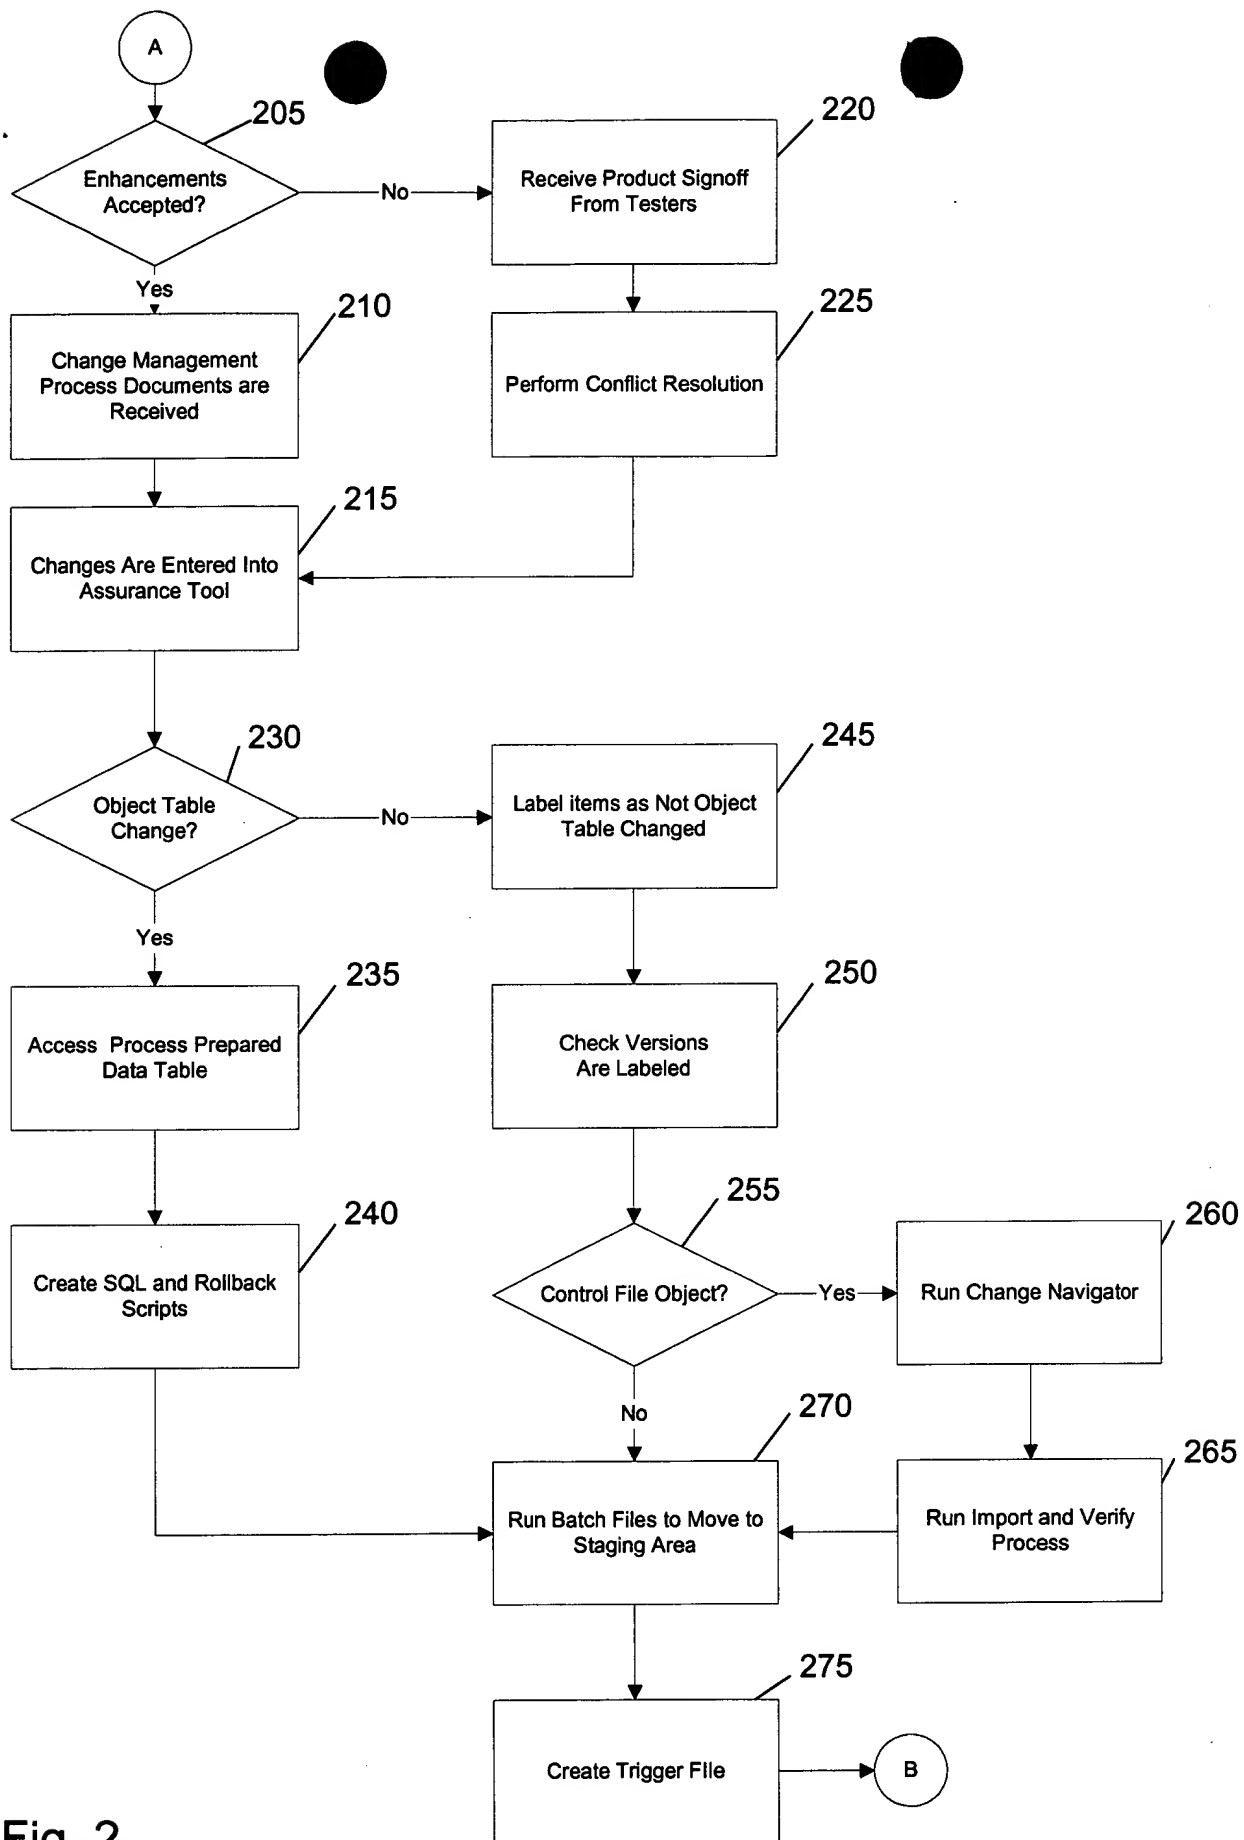 A
205
Enhancements
Accepted?
No
220
Receive Product Signoff
From Testers
Yes
210
Change Management
Process Documents are
Received
225
Perform Conflict Resolution
215
Changes Are Entered Into
Assurance Tool
230
Object Table
Change?
No
245
Label items as Not Object
Table Changed
Yes
235
Access Process Prepared
Data Table
250
Check Versions
Are Labeled
240
Create SQL and Rollback
Scripts
255
Control File Object?
Yes
260
Run Change Navigator
No
270
Run Batch Files to Move to
Staging Area
265
Run Import and Verify
Process
275
Create Trigger File
B
Fig. 2